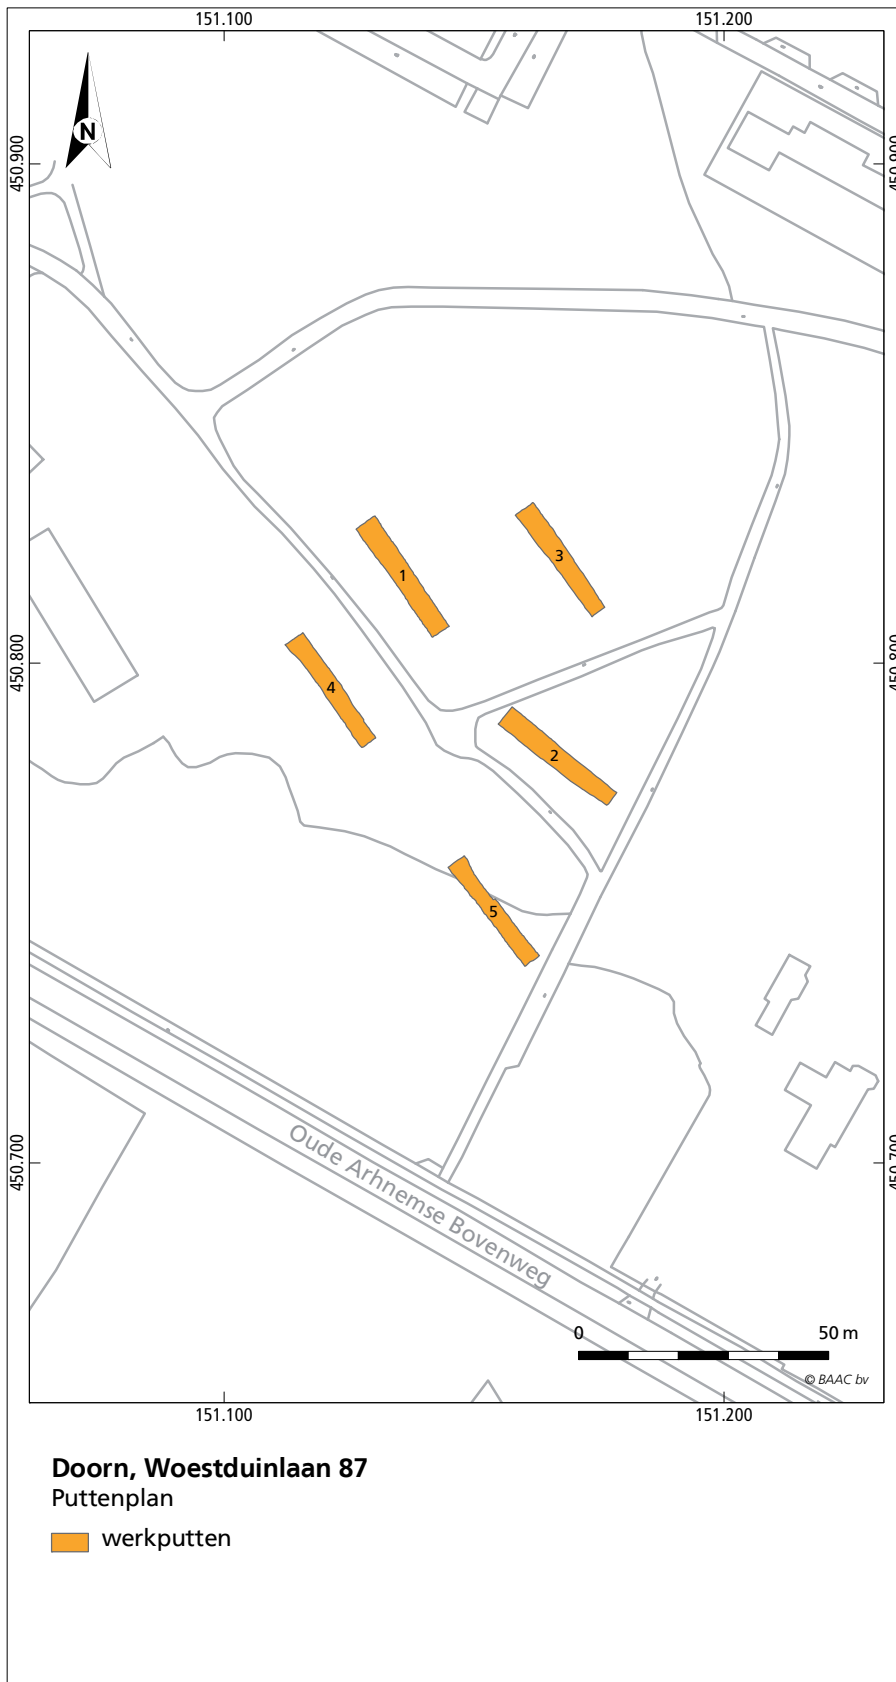 151.100
151.200
N
450.900
450.900
1
3
450.800
450.800
4
2
5
450.700
450.700
Oude Arhnemse Bovenweg
0
50 m
© BAAC bv
151.100
151.200
Doorn, Woestduinlaan 87
Puttenplan
werkputten